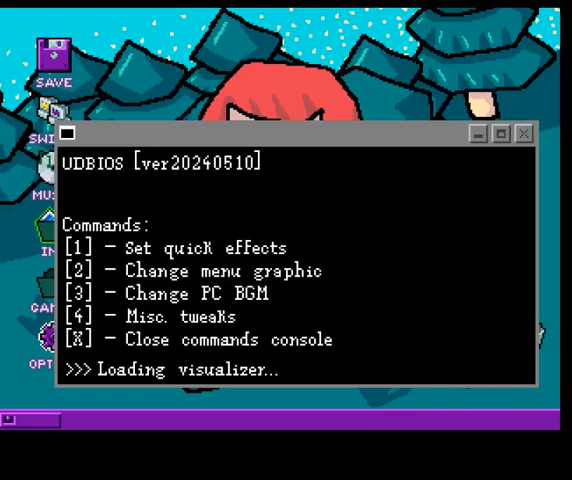 SAVE
UDBIOS [ver20240510]
Commands:
[1] - Set quick effects
[2] - Change menu graphic
[3] - Change PC BGM
[4] - Misc. tweaks
[X] - Close commands console
>>> Loading visualizer...